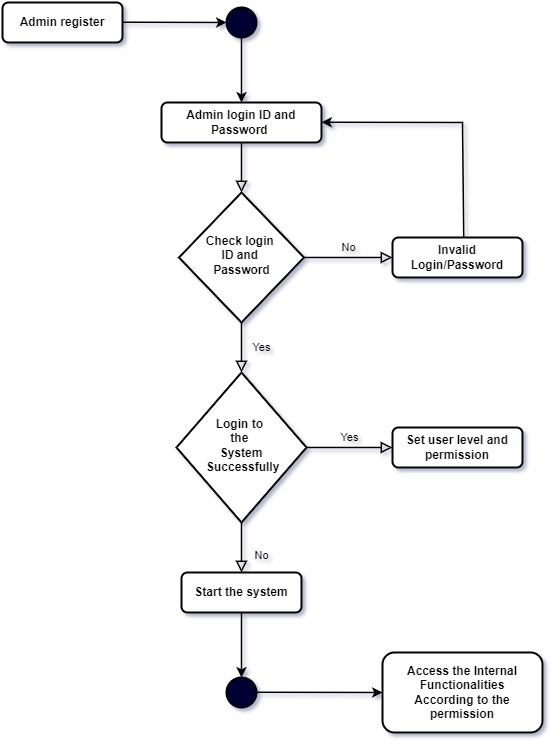 Admin register
Admin login ID and
Password
Check login
ID and
Password
No
Invalid
Login/Password
Yes
Login to
the
System
Successfully
Yes
Set user level and
permission
No
Start the system
Access the Internal
Functionalities
According to the
permission